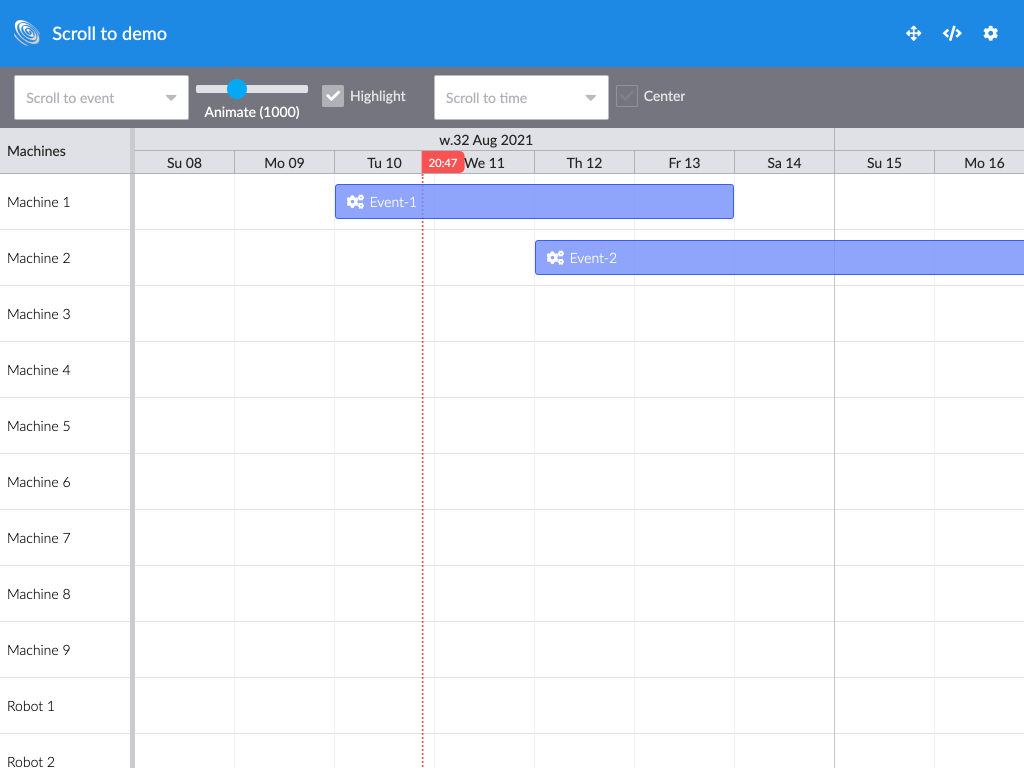 Scroll to demo
Scroll to event
Animate (1000)
Highlight
Scroll to time
Center
Machines
w.32 Aug 2021
Su 08 Mo 09 Tu 10 20:47 We 11 Th 12 Fr 13 Sa 14 Su 15 Mo 16
Machine 1
Event-1
Machine 2
Event-2
Machine 3
Machine 4
Machine 5
Machine 6
Machine 7
Machine 8
Machine 9
Robot 1
Robot 2